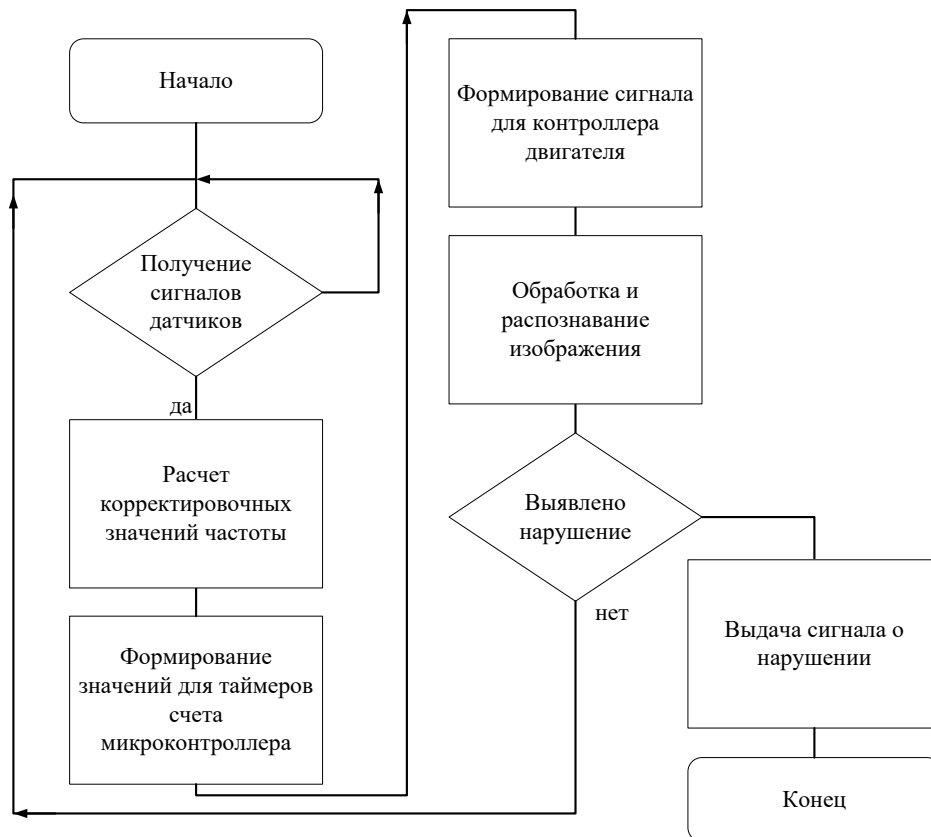 Начало
Получение
сигналов
датчиков
да
Расчет
корректировочных
значений частоты
Формирование
значений для таймеров
счета
микроконтроллера
Формирование сигнала
для контроллера
двигателя
Обработка и
распознавание
изображения
Выявлено
нарушение
нет
Выдача сигнала о
нарушении
Конец